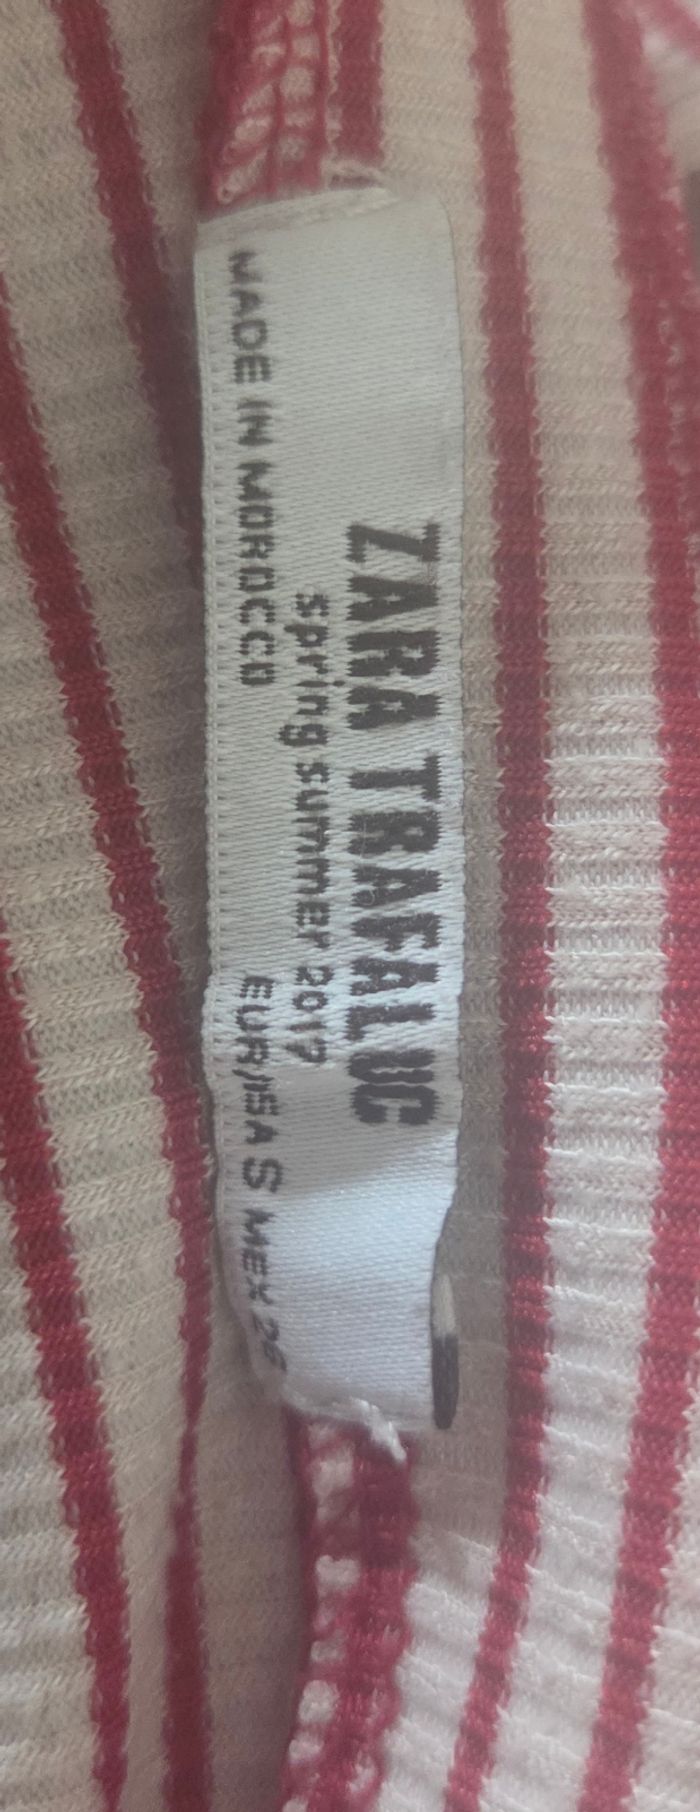 ZARA TRAFALUC
spring summer 2017
MADE IN MOROCCO EUR/USA S MEX 26